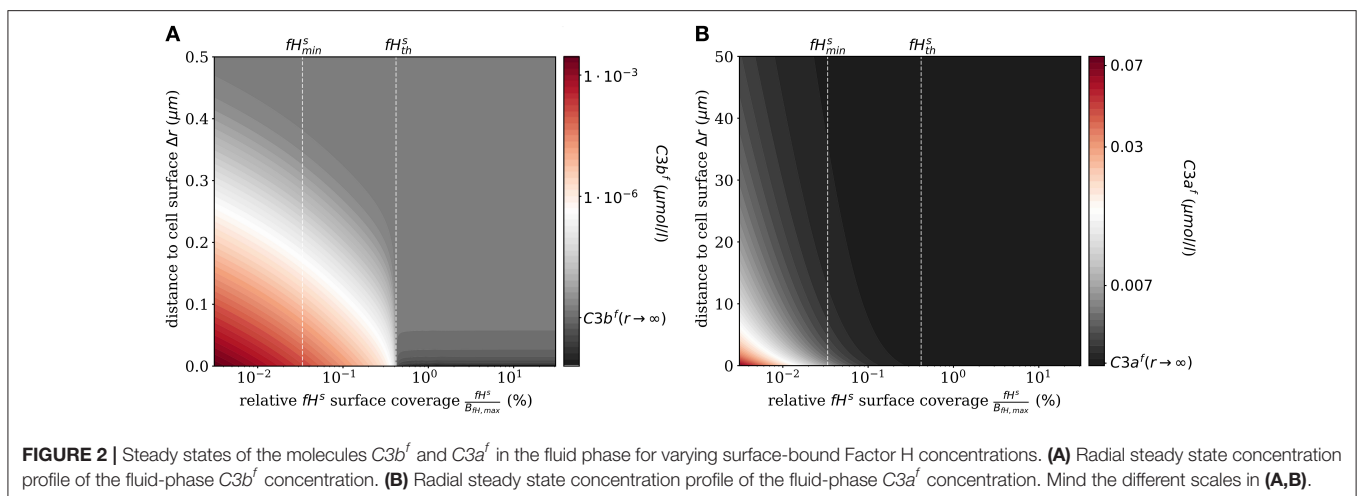 A
fH^s_min
fH^s_th
0.5
0.4
0.3
0.2
0.1
0.0
distance to cell surface Δr (μm)
10^-2
10^-1
10^0
10^1
relative fH^s surface coverage fH^s/B_fH,max (%)
1·10^-3
1·10^-6
C3b^f(r→∞)
C3b^f (μmol/l)
B
fH^s_min
fH^s_th
50
40
30
20
10
0
distance to cell surface Δr (μm)
10^-2
10^-1
10^0
10^1
relative fH^s surface coverage fH^s/B_fH,max (%)
0.07
0.03
0.007
C3a^f(r→∞)
C3a^f (μmol/l)
FIGURE 2 | Steady states of the molecules C3b^f and C3a^f in the fluid phase for varying surface-bound Factor H concentrations. (A) Radial steady state concentration
profile of the fluid-phase C3b^f concentration. (B) Radial steady state concentration profile of the fluid-phase C3a^f concentration. Mind the different scales in (A,B).